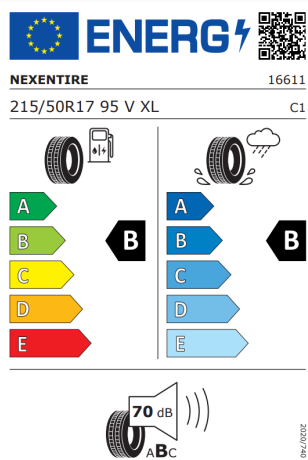 ENERG
NEXENTIRE 16611
215/50R17 95 V XL C1
A
B
C
D
E
B
A
B
C
D
E
B
70 dB
ABC
2020/740